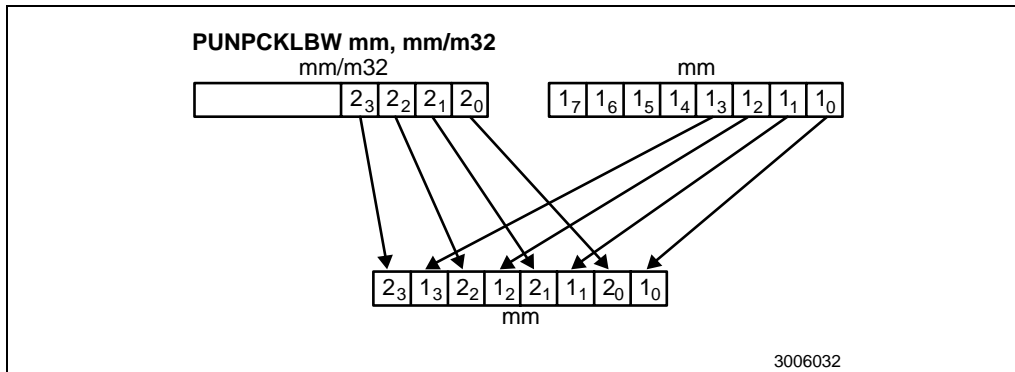 PUNPCKLBW mm, mm/m32
mm/m32 mm
2₃ 2₂ 2₁ 2₀ 1₇ 1₆ 1₅ 1₄ 1₃ 1₂ 1₁ 1₀
2₃ 1₃ 2₂ 1₂ 2₁ 1₁ 2₀ 1₀
mm
3006032